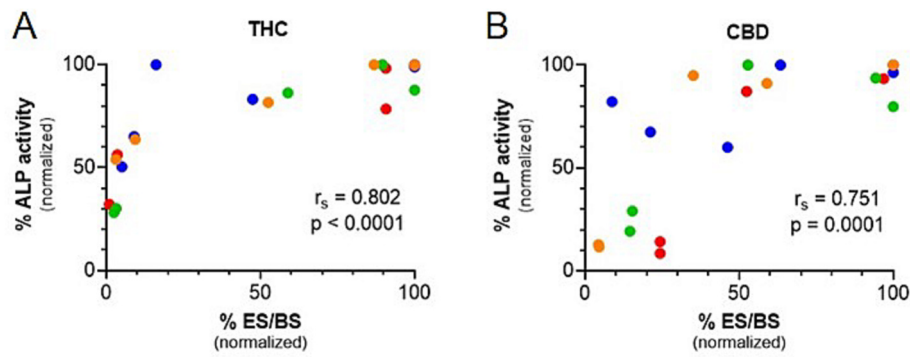 A
THC
% ALP activity
(normalized)
100
50
0
r_s = 0.802
p < 0.0001
0 50 100
% ES/BS
(normalized)
B
CBD
% ALP activity
(normalized)
100
50
0
r_s = 0.751
p = 0.0001
0 50 100
% ES/BS
(normalized)